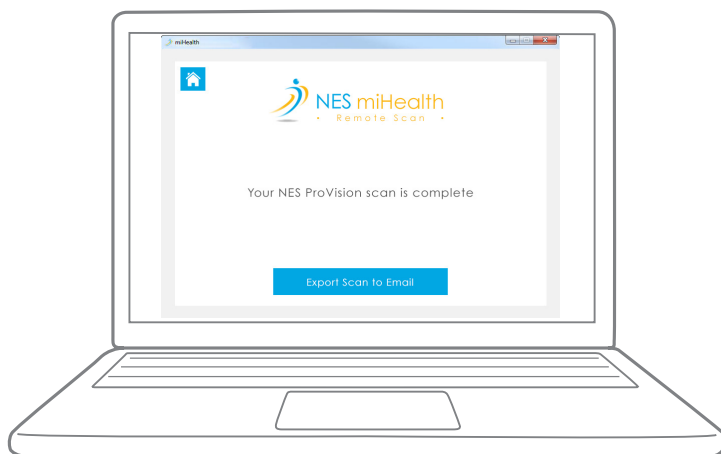 miHealth
NES miHealth
• Remote Scan •
Your NES ProVision scan is complete
Export Scan to Email